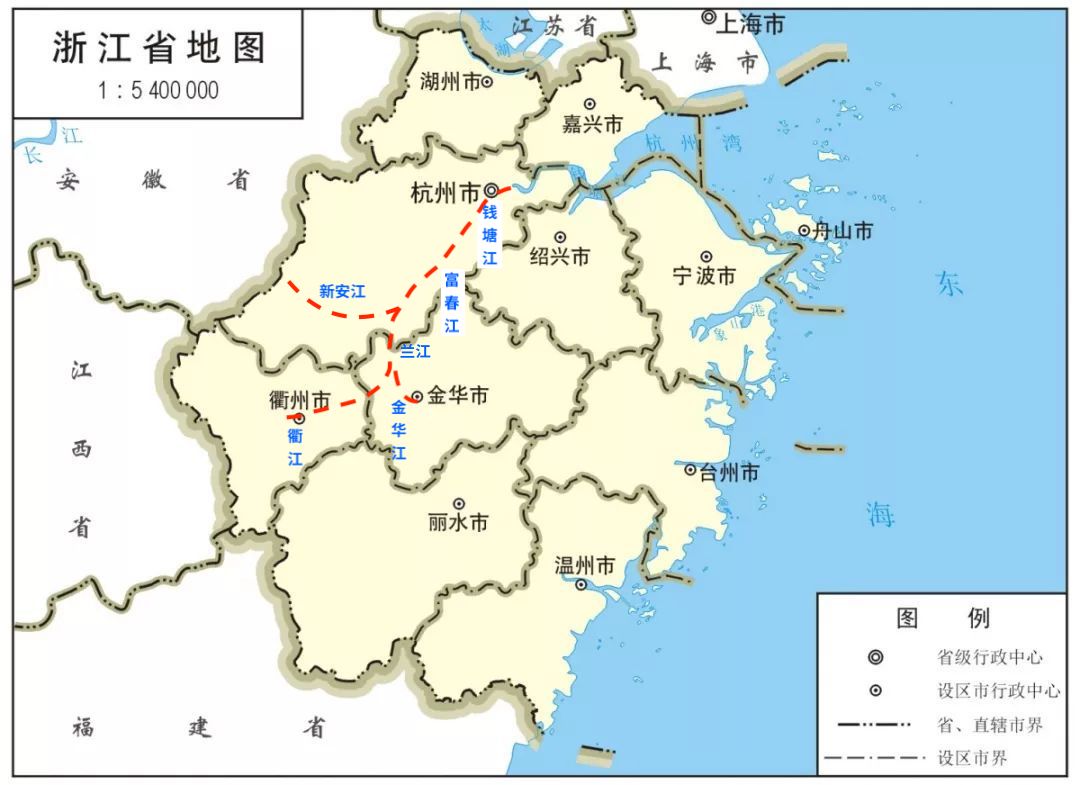 浙江省地图
1：5 400 000
江苏省
太湖
上海市
上海市
湖州市
嘉兴市
长江
杭州湾
安徽省
杭州市
钱塘江
舟山市
绍兴市
宁波市
富春江
新安江
东海
象山港
兰江
江西省
衢州市
金华市
金华江
衢江
台州市
丽水市
温州市
福建省
图例
省级行政中心
设区市行政中心
省、直辖市界
设区市界